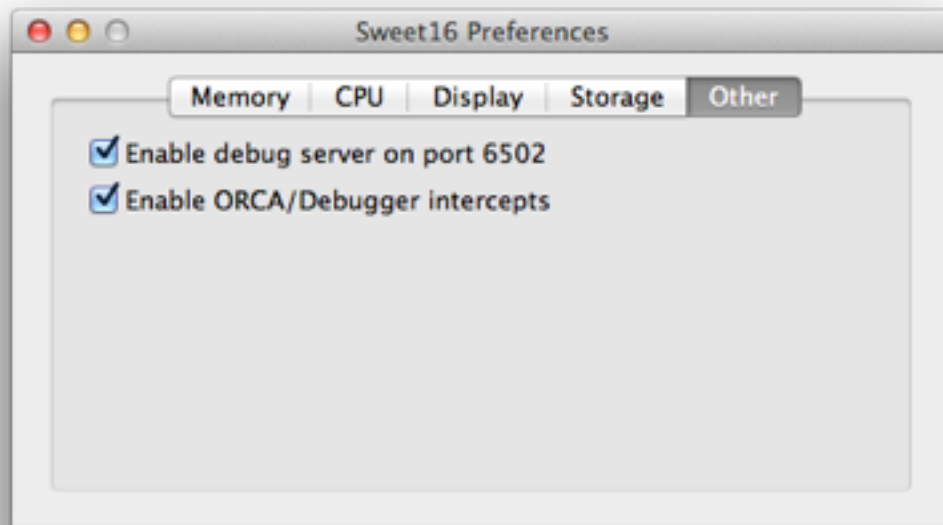 Sweet16 Preferences
Memory CPU Display Storage Other
Enable debug server on port 6502
Enable ORCA/Debugger intercepts